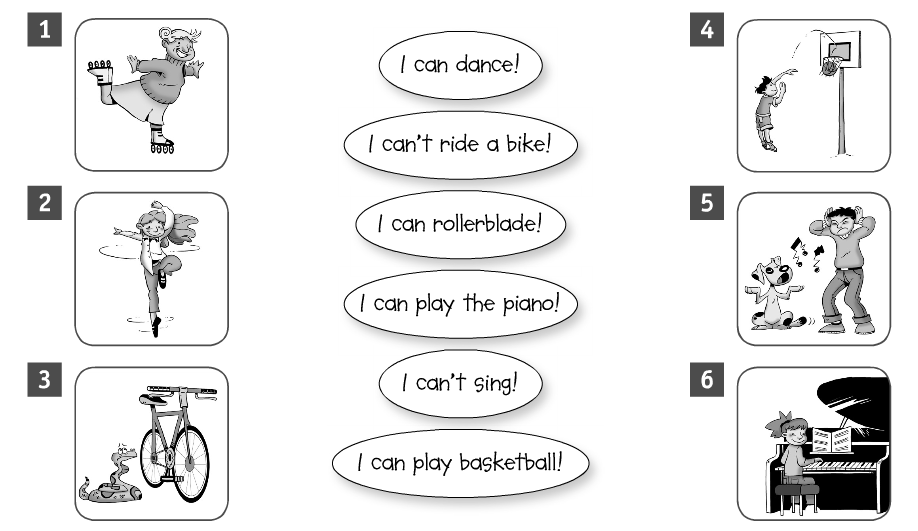 1
I can dance!
I can't ride a bike!
2
I can rollerblade!
I can play the piano!
3
I can't sing!
I can play basketball!
4
5
6